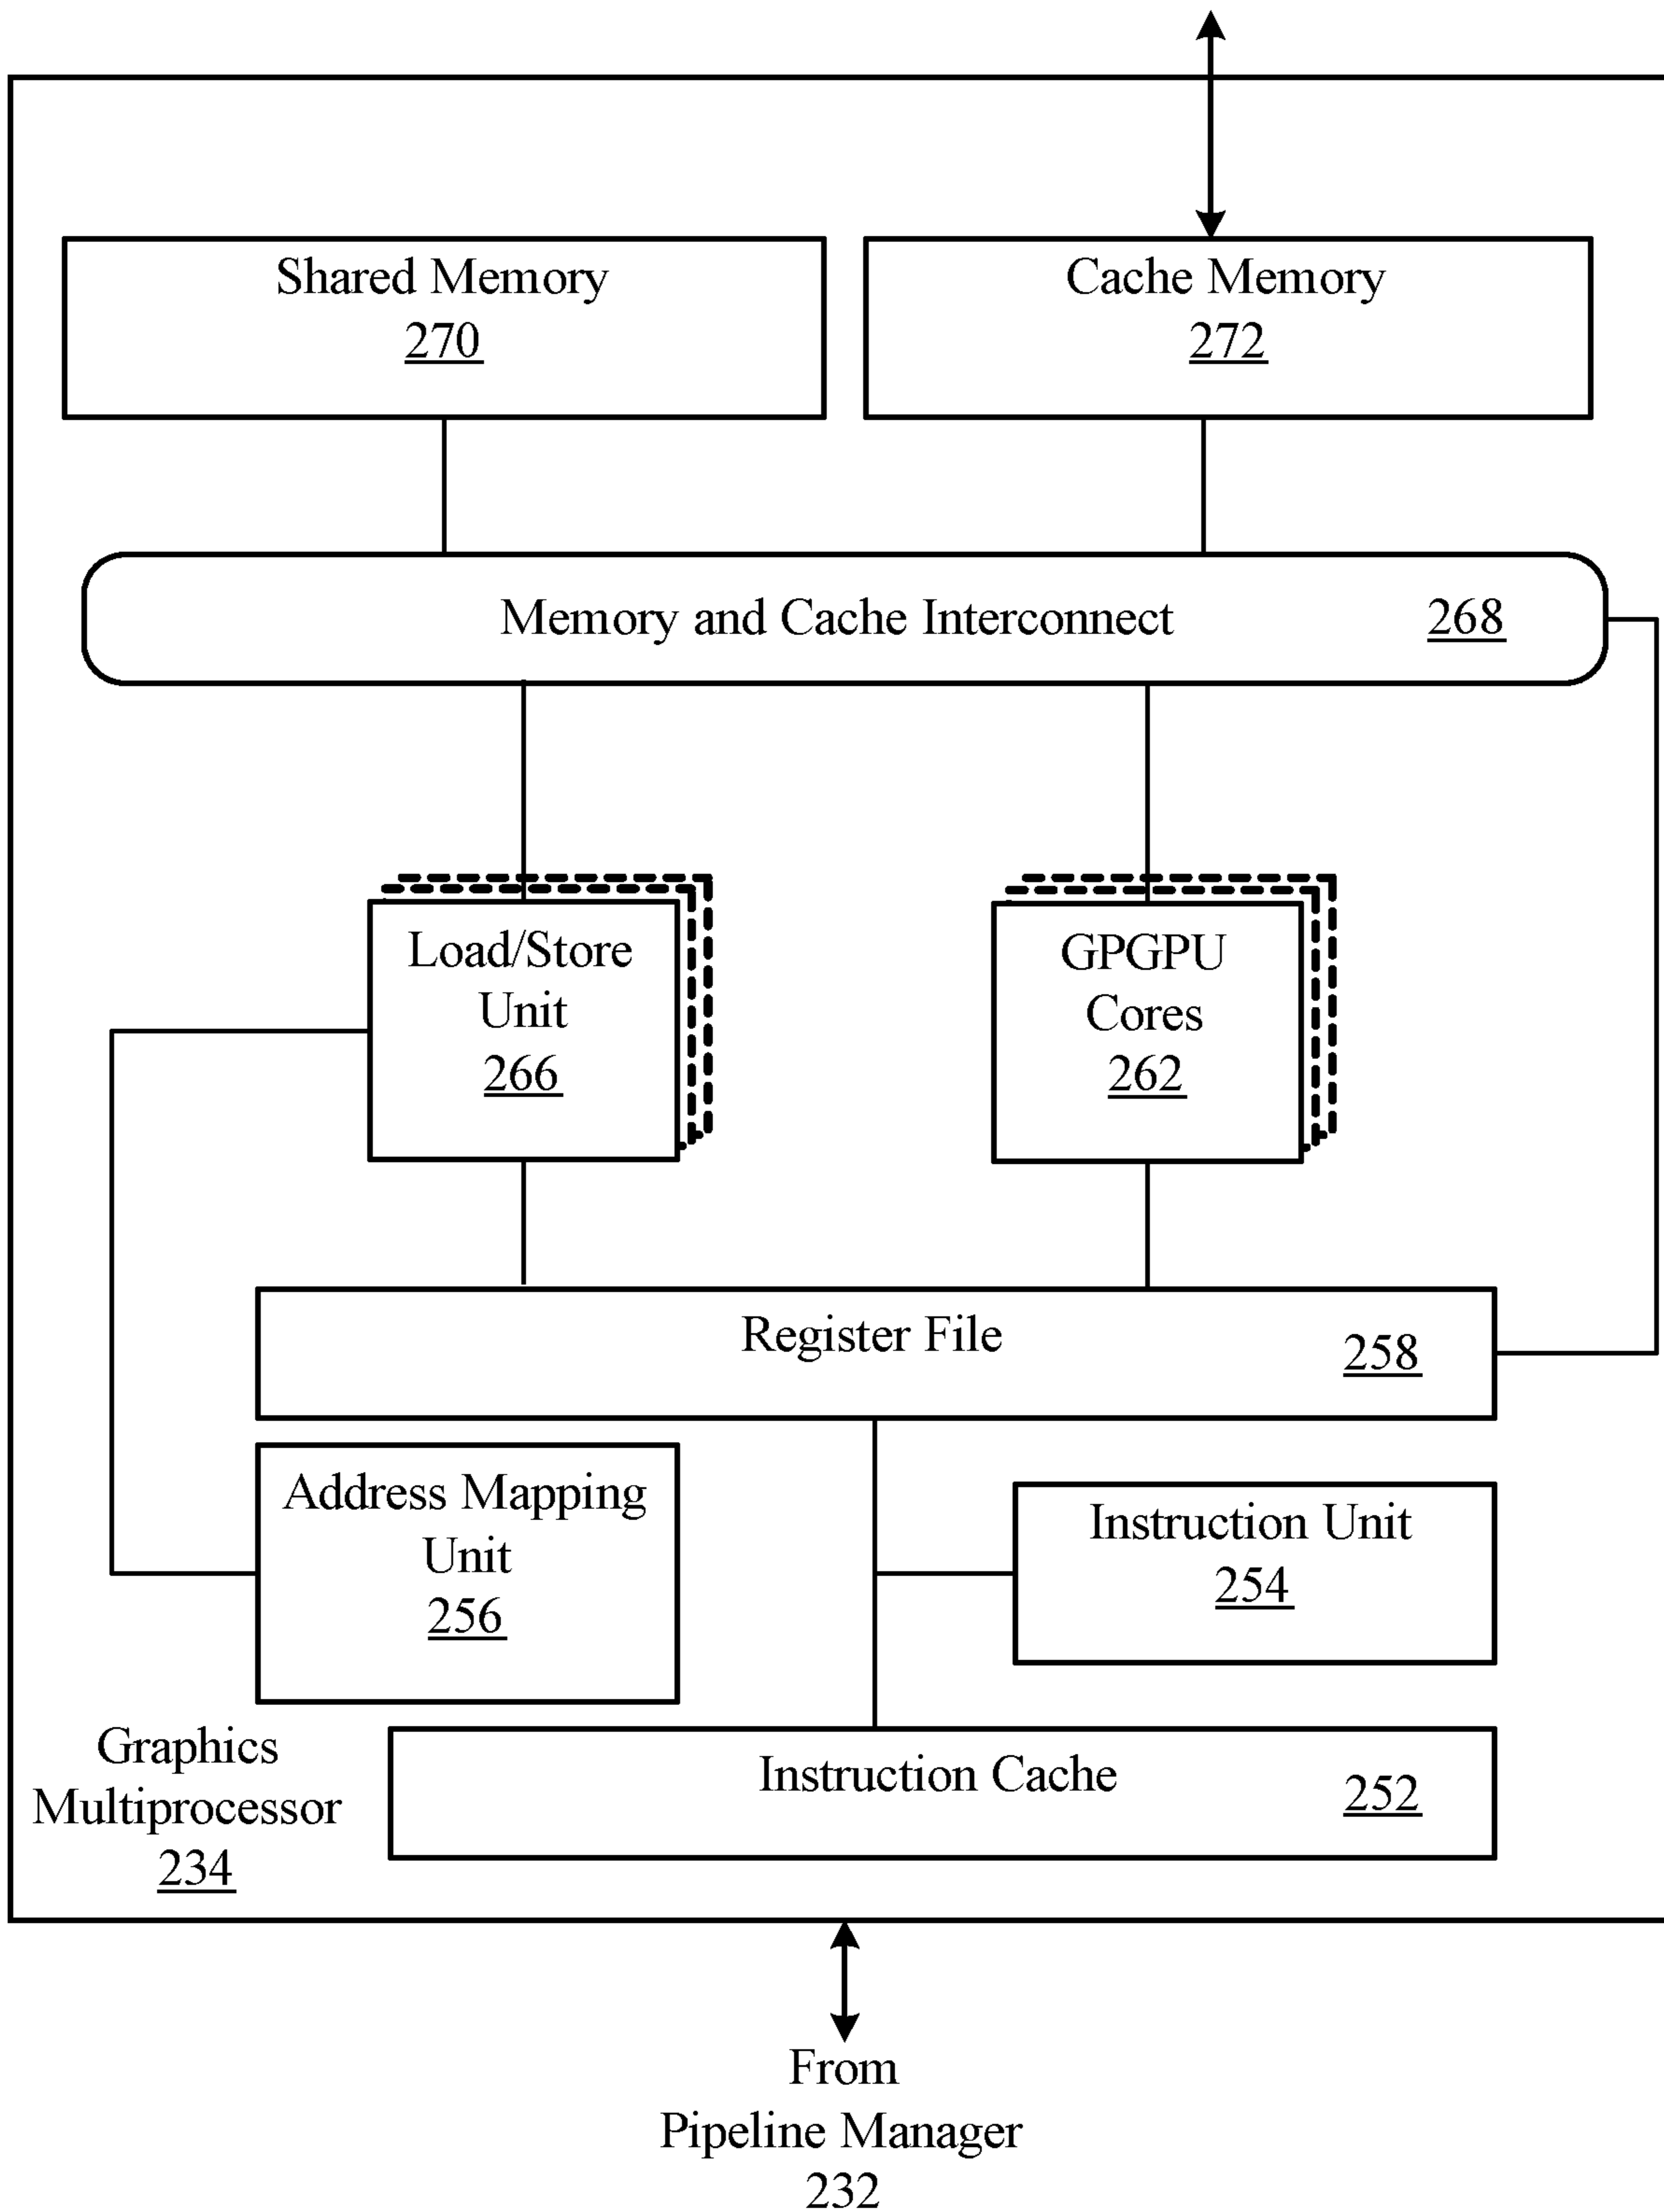 Shared Memory
270
Cache Memory
272
Memory and Cache Interconnect 268
Load/Store
Unit
266
GPGPU
Cores
262
Register File 258
Address Mapping
Unit
256
Instruction Unit
254
Graphics
Multiprocessor
234
Instruction Cache 252
From
Pipeline Manager
232